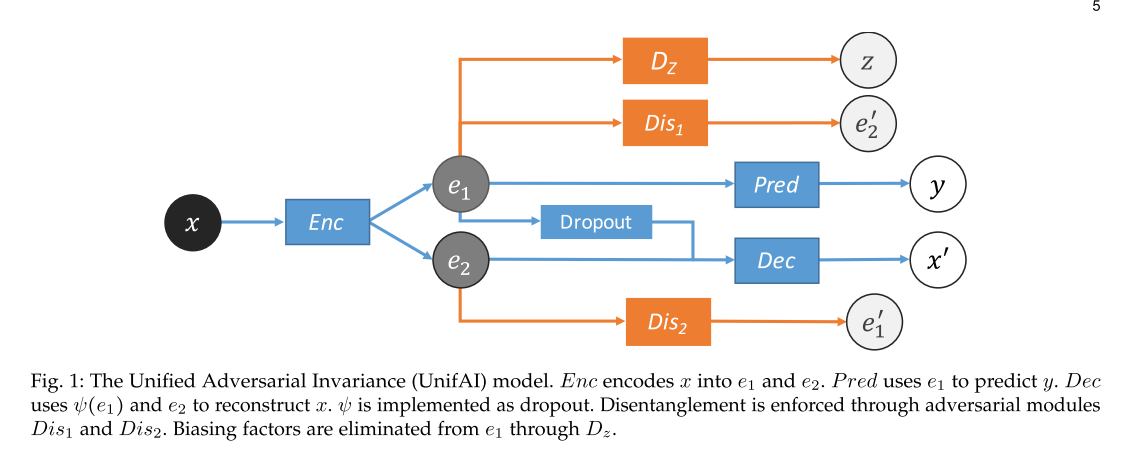 5
D_Z
z
Dis_1
e'_2
e_1
Pred
y
x
Enc
Dropout
e_2
Dec
x'
Dis_2
e'_1
Fig. 1: The Unified Adversarial Invariance (UnifAI) model. Enc encodes x into e_1 and e_2. Pred uses e_1 to predict y. Dec
uses ψ(e_1) and e_2 to reconstruct x. ψ is implemented as dropout. Disentanglement is enforced through adversarial modules
Dis_1 and Dis_2. Biasing factors are eliminated from e_1 through D_z.